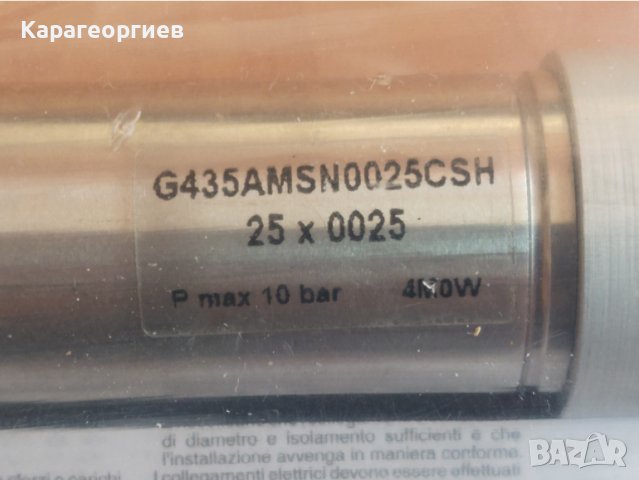 Карагеоргиев
G435AMSN0025CSH
25 x 0025
P max 10 bar 4M0W
di diametro e isolamento sufficienti e che
l'installazione avvenga in maniera conforme.
I collegamenti elettrici devono essere effettuati
BAZAR